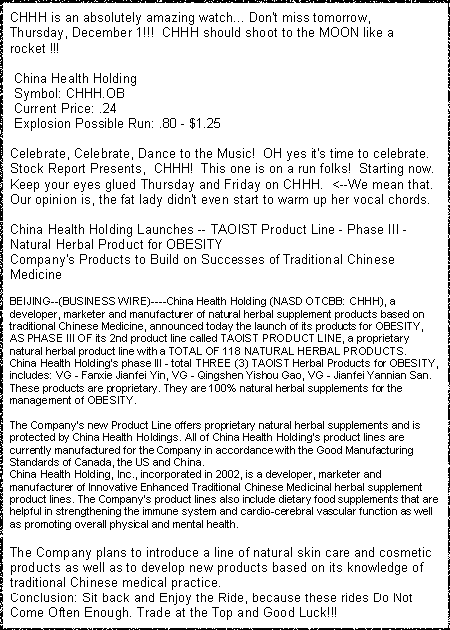 CHHH is an absolutely amazing watch... Don't miss tomorrow,
Thursday, December 1!!!  CHHH should shoot to the MOON like a
rocket !!!
China Health Holding
Symbol: CHHH.OB
Current Price: .24
Explosion Possible Run: .80 - $1.25
Celebrate, Celebrate, Dance to the Music!  OH yes it's time to celebrate.
Stock Report Presents,  CHHH!  This one is on a run folks!  Starting now.
Keep your eyes glued Thursday and Friday on CHHH.  <--We mean that.
Our opinion is, the fat lady didn't even start to warm up her vocal chords.
China Health Holding Launches -- TAOIST Product Line - Phase III -
Natural Herbal Product for OBESITY
Company's Products to Build on Successes of Traditional Chinese
Medicine
BEIJING--(BUSINESS WIRE)----China Health Holding (NASD OTCBB: CHHH), a
developer, marketer and manufacturer of natural herbal supplement products based on
traditional Chinese Medicine, announced today the launch of its products for OBESITY,
AS PHASE III OF its 2nd product line called TAOIST PRODUCT LINE, a proprietary
natural herbal product line with a TOTAL OF 118 NATURAL HERBAL PRODUCTS.
China Health Holding's phase III - total THREE (3) TAOIST Herbal Products for OBESITY,
includes: VG - Fanxie Jianfei Yin, VG - Qingshen Yishou Gao, VG - Jianfei Yannian San.
These products are proprietary. They are 100% natural herbal supplements for the
management of OBESITY.
The Company's new Product Line offers proprietary natural herbal supplements and is
protected by China Health Holdings. All of China Health Holding's product lines are
currently manufactured for the Company in accordance with the Good Manufacturing
Standards of Canada, the US and China.
China Health Holding, Inc., incorporated in 2002, is a developer, marketer and
manufacturer of Innovative Enhanced Traditional Chinese Medicinal herbal supplement
product lines. The Company's product lines also include dietary food supplements that are
helpful in strengthening the immune system and cardio-cerebral vascular function as well
as promoting overall physical and mental health.
The Company plans to introduce a line of natural skin care and cosmetic
products as well as to develop new products based on its knowledge of
traditional Chinese medical practice.
Conclusion: Sit back and Enjoy the Ride, because these rides Do Not
Come Often Enough. Trade at the Top and Good Luck!!!